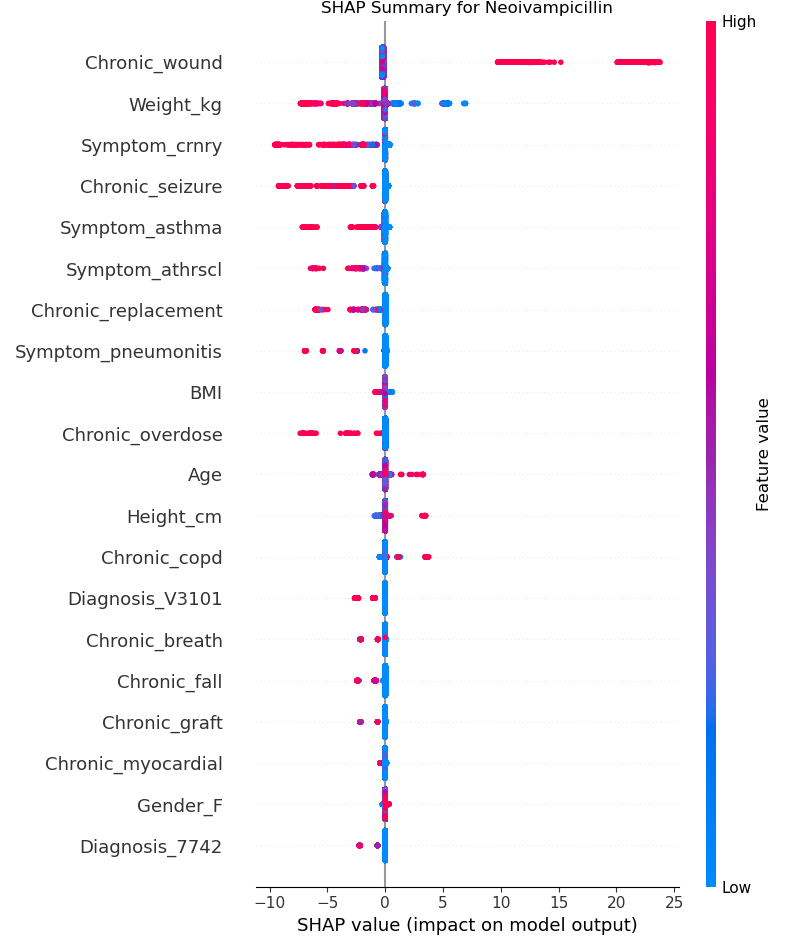 SHAP Summary for Neoivampicillin
High
Chronic_wound
Weight_kg
Symptom_crnry
Chronic_seizure
Symptom_asthma
Symptom_athrscl
Chronic_replacement
Symptom_pneumonitis
BMI
Chronic_overdose
Age
Height_cm
Chronic_copd
Diagnosis_V3101
Chronic_breath
Chronic_fall
Chronic_graft
Chronic_myocardial
Gender_F
Diagnosis_7742
Feature value
Low
−10 −5 0 5 10 15 20 25
SHAP value (impact on model output)